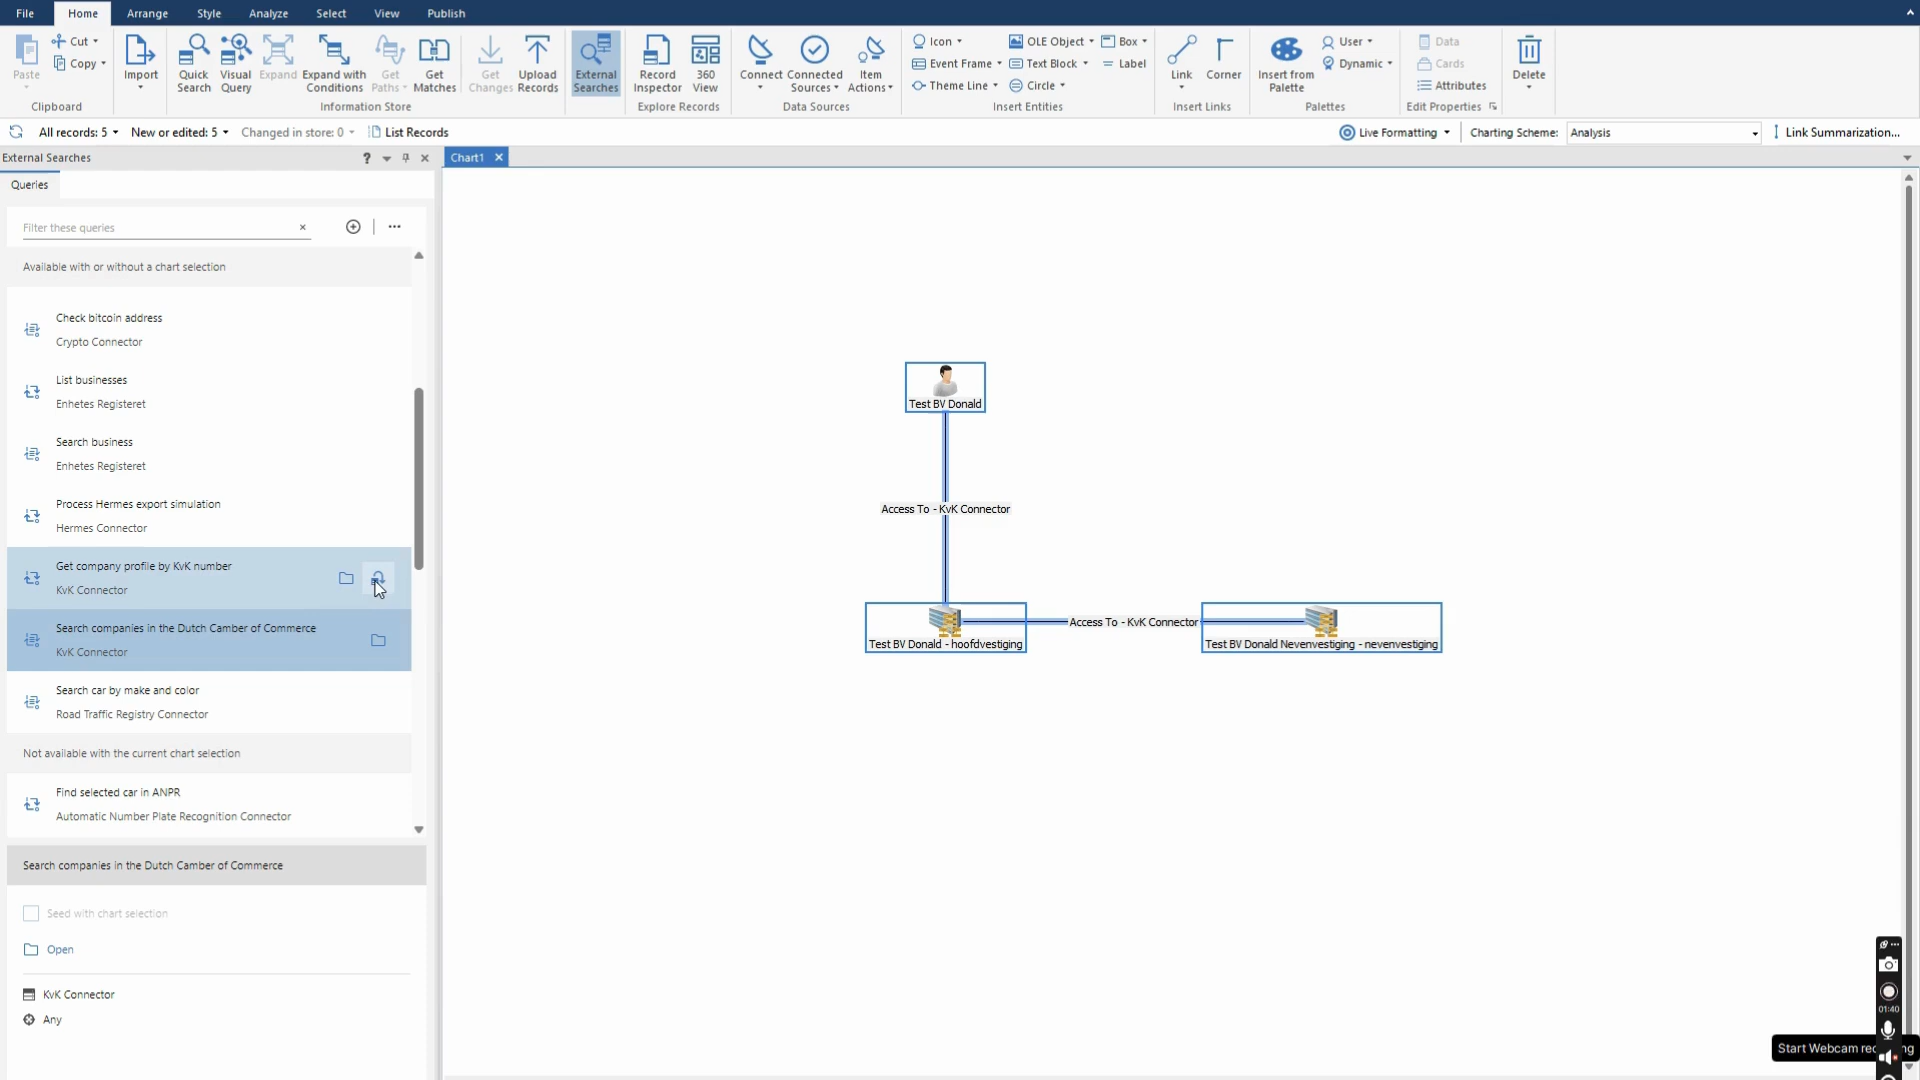 File Home Arrange Style Analyze Select View Publish
Paste Cut Copy Import Quick Search Visual Query Expand Expand with Conditions Get Paths Get Matches Get Changes Upload Records External Searches Record Inspector 360 View Connect Connected Sources Item Actions Icon OLE Object Box Event Frame Text Block Label Theme Line Circle Link Corner Insert from Palette User Dynamic Data Cards Attributes Delete
Clipboard Information Store Explore Records Data Sources Insert Entities Insert Links Palettes Edit Properties
All records: 5 New or edited: 5 Changed in store: 0 List Records Live Formatting Charting Scheme: Analysis Link Summarization...
External Searches ? Chart1
Queries
Filter these queries
Available with or without a chart selection
Check bitcoin address
Crypto Connector
List businesses
Enhetes Registeret
Search business
Enhetes Registeret
Process Hermes export simulation
Hermes Connector
Get company profile by KvK number
KvK Connector
Search companies in the Dutch Camber of Commerce
KvK Connector
Search car by make and color
Road Traffic Registry Connector
Not available with the current chart selection
Find selected car in ANPR
Automatic Number Plate Recognition Connector
Search companies in the Dutch Camber of Commerce
Seed with chart selection
Open
KvK Connector
Any
Test BV Donald
Access To - KvK Connector
Access To - KvK Connector
Test BV Donald - hoofdvestiging
Test BV Donald Nevenvestiging - nevenvestiging
01:40
Start Webcam rec ng